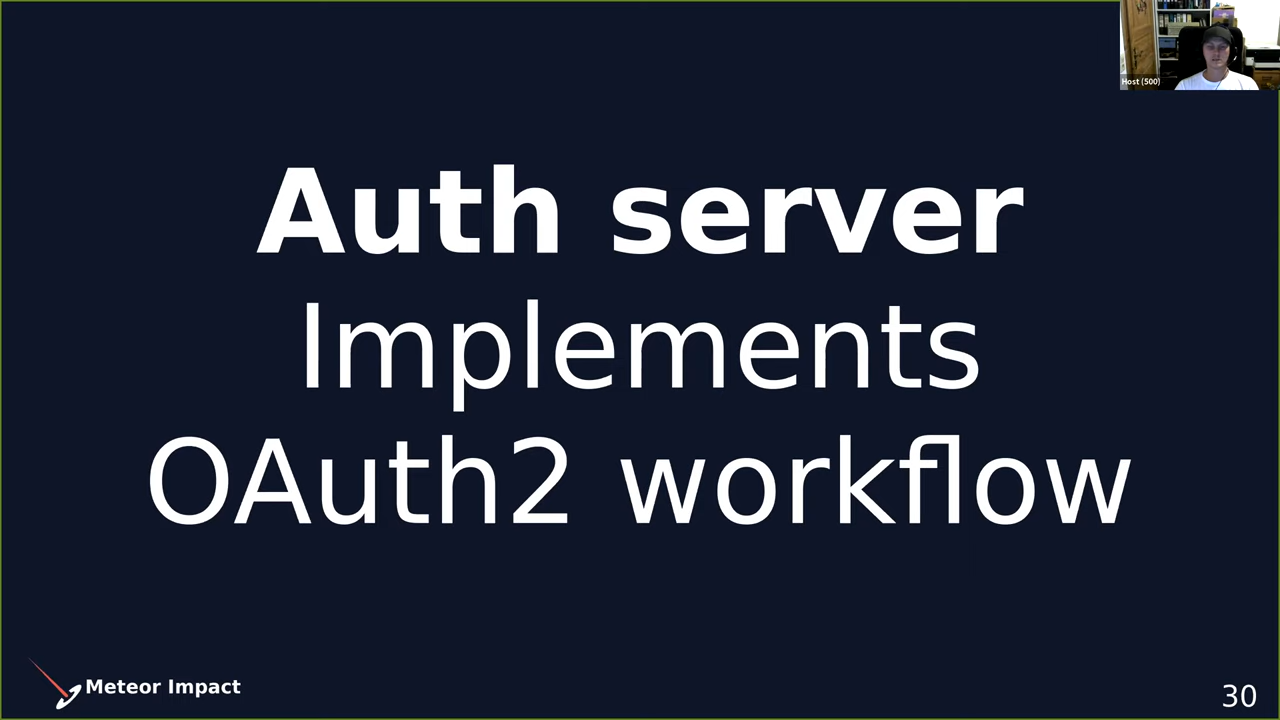 Host (500)
Auth server
Implements
OAuth2 workflow
Meteor Impact
30